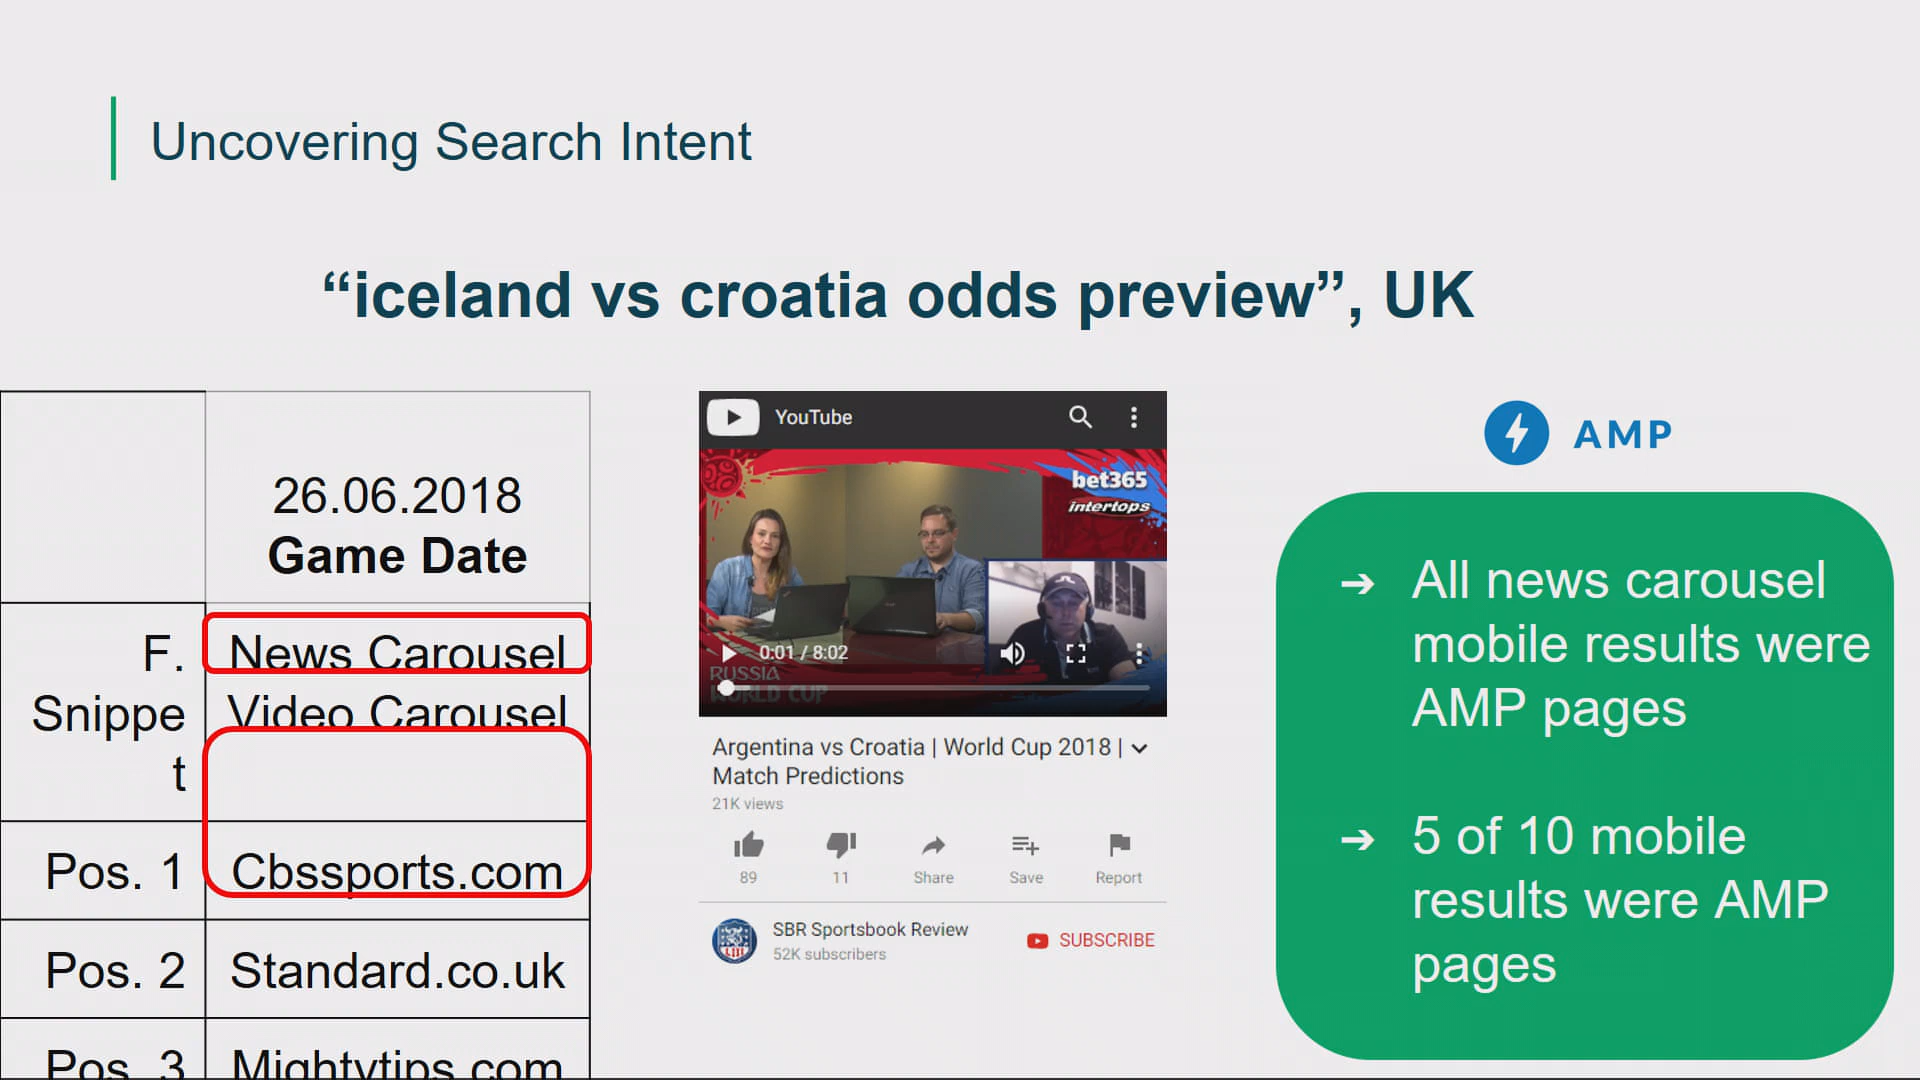 Uncovering Search Intent
“iceland vs croatia odds preview”, UK
26.06.2018
Game Date
F.
Snippe
t
News Carousel
Video Carousel
Pos. 1
Cbssports.com
Pos. 2
Standard.co.uk
Pos. 3
Mightytips.com
YouTube
bet365
intertops
0:01 / 8:02
RUSSIA
WORLD CUP
Argentina vs Croatia | World Cup 2018 |
Match Predictions
21K views
89
11
Share
Save
Report
SBR Sportsbook Review
52K subscribers
SUBSCRIBE
AMP
➔ All news carousel
mobile results were
AMP pages
➔ 5 of 10 mobile
results were AMP
pages